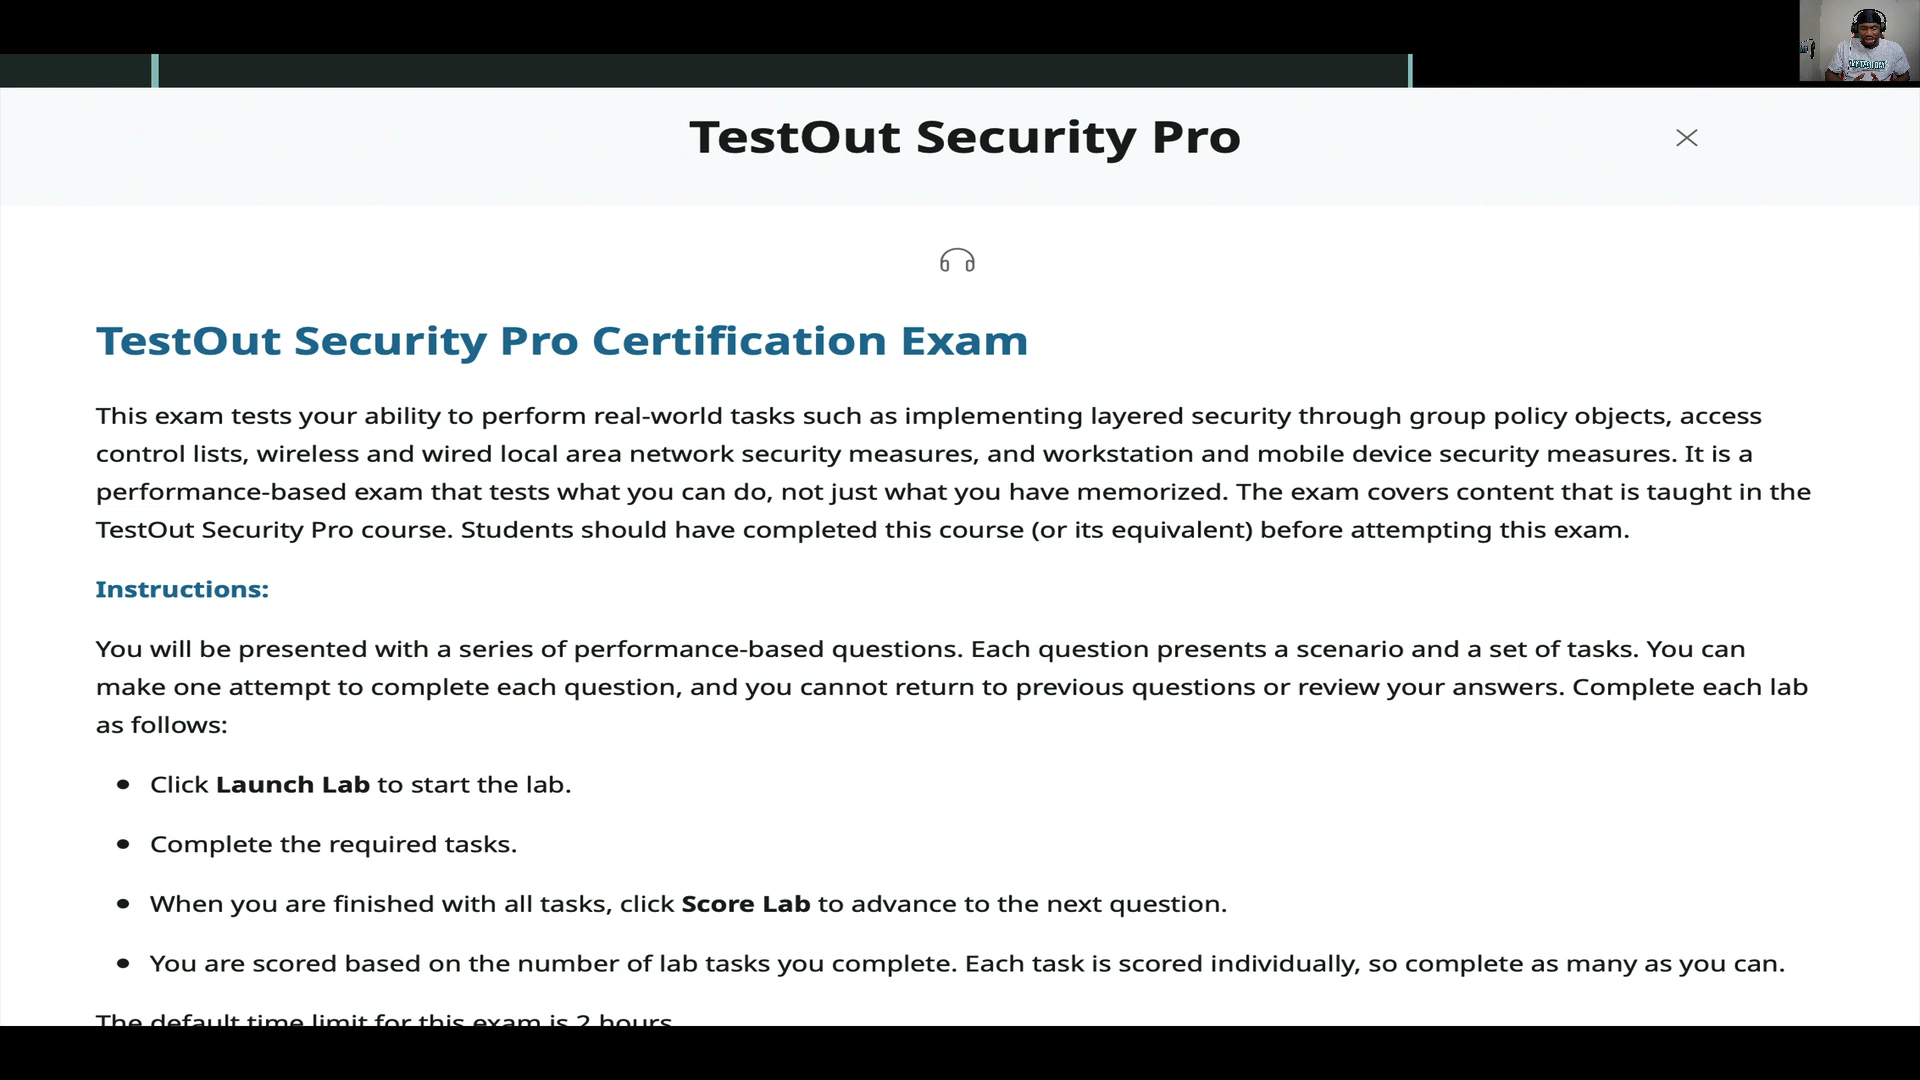 TestOut Security Pro
TestOut Security Pro Certification Exam
This exam tests your ability to perform real-world tasks such as implementing layered security through group policy objects, access
control lists, wireless and wired local area network security measures, and workstation and mobile device security measures. It is a
performance-based exam that tests what you can do, not just what you have memorized. The exam covers content that is taught in the
TestOut Security Pro course. Students should have completed this course (or its equivalent) before attempting this exam.
Instructions:
You will be presented with a series of performance-based questions. Each question presents a scenario and a set of tasks. You can
make one attempt to complete each question, and you cannot return to previous questions or review your answers. Complete each lab
as follows:
• Click Launch Lab to start the lab.
• Complete the required tasks.
• When you are finished with all tasks, click Score Lab to advance to the next question.
• You are scored based on the number of lab tasks you complete. Each task is scored individually, so complete as many as you can.
The default time limit for this exam is 2 hours.